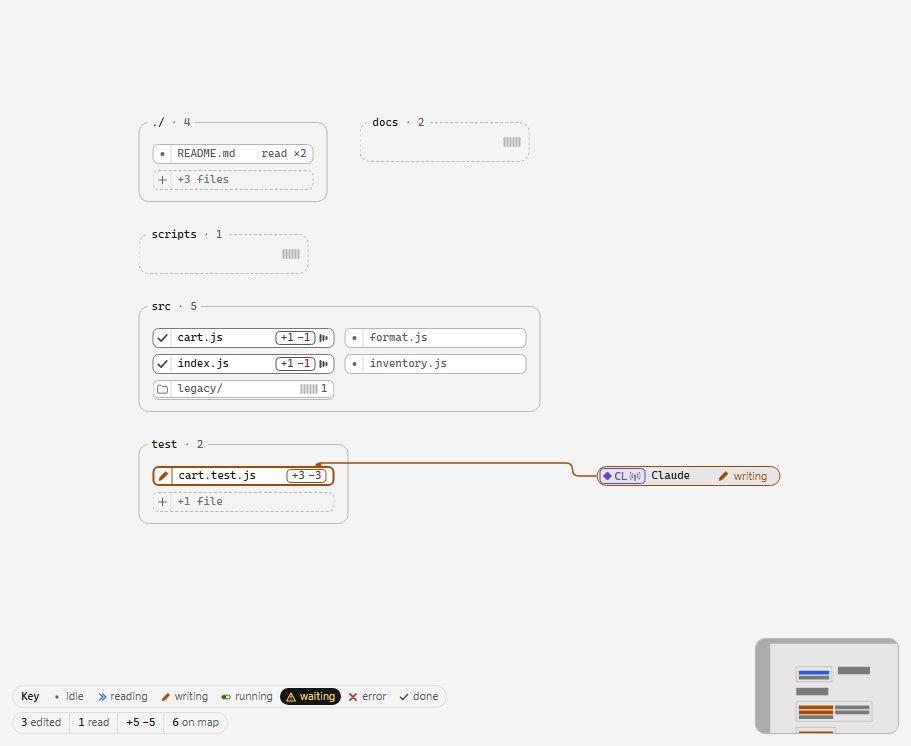 ./ · 4
docs · 2
README.md read ×2
+3 files
scripts · 1
src · 5
cart.js +1 −1
format.js
index.js +1 −1
inventory.js
legacy/ 1
test · 2
cart.test.js +3 −3
CL Claude writing
+1 file
Key idle reading writing running waiting error done
3 edited 1 read +5 −5 6 on map